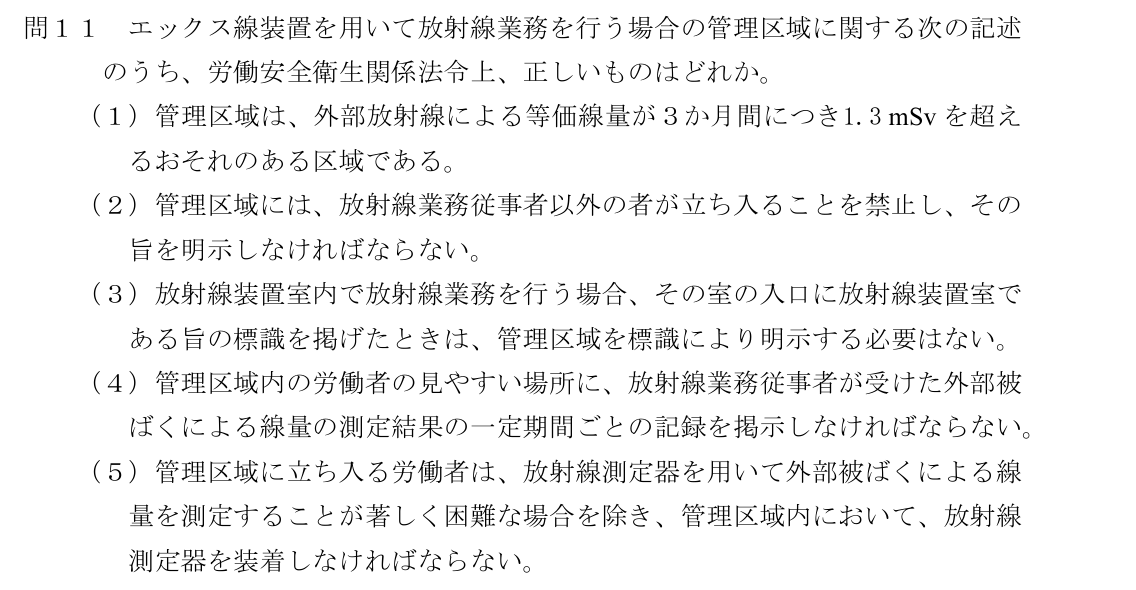 問１１　エックス線装置を用いて放射線業務を行う場合の管理区域に関する次の記述
のうち、労働安全衛生関係法令上、正しいものはどれか。
（１）管理区域は、外部放射線による等価線量が３か月間につき1.3 mSv を超え
るおそれのある区域である。
（２）管理区域には、放射線業務従事者以外の者が立ち入ることを禁止し、その
旨を明示しなければならない。
（３）放射線装置室内で放射線業務を行う場合、その室の入口に放射線装置室で
ある旨の標識を掲げたときは、管理区域を標識により明示する必要はない。
（４）管理区域内の労働者の見やすい場所に、放射線業務従事者が受けた外部被
ばくによる線量の測定結果の一定期間ごとの記録を掲示しなければならない。
（５）管理区域に立ち入る労働者は、放射線測定器を用いて外部被ばくによる線
量を測定することが著しく困難な場合を除き、管理区域内において、放射線
測定器を装着しなければならない。